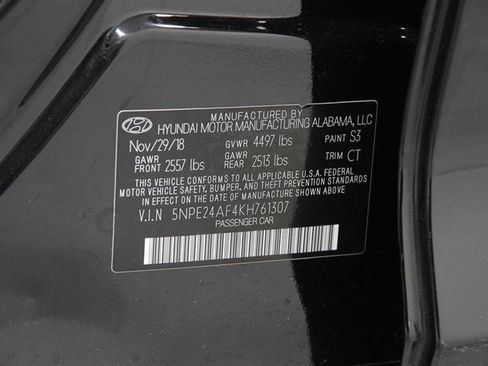 MANUFACTURED BY
HYUNDAI MOTOR MANUFACTURING ALABAMA, LLC
Nov/29/18 GVWR 4497 lbs PAINT S3
GAWR FRONT 2557 lbs GAWR REAR 2513 lbs TRIM CT
THIS VEHICLE CONFORMS TO ALL APPLICABLE U.S.A FEDERAL
MOTOR VEHICLE SAFETY, BUMPER, AND THEFT PREVENTION STANDARDS
IN EFFECT ON THE DATE OF MANUFACTURE SHOWN ABOVE.
V.I.N 5NPE24AF4KH761307
PASSENGER CAR